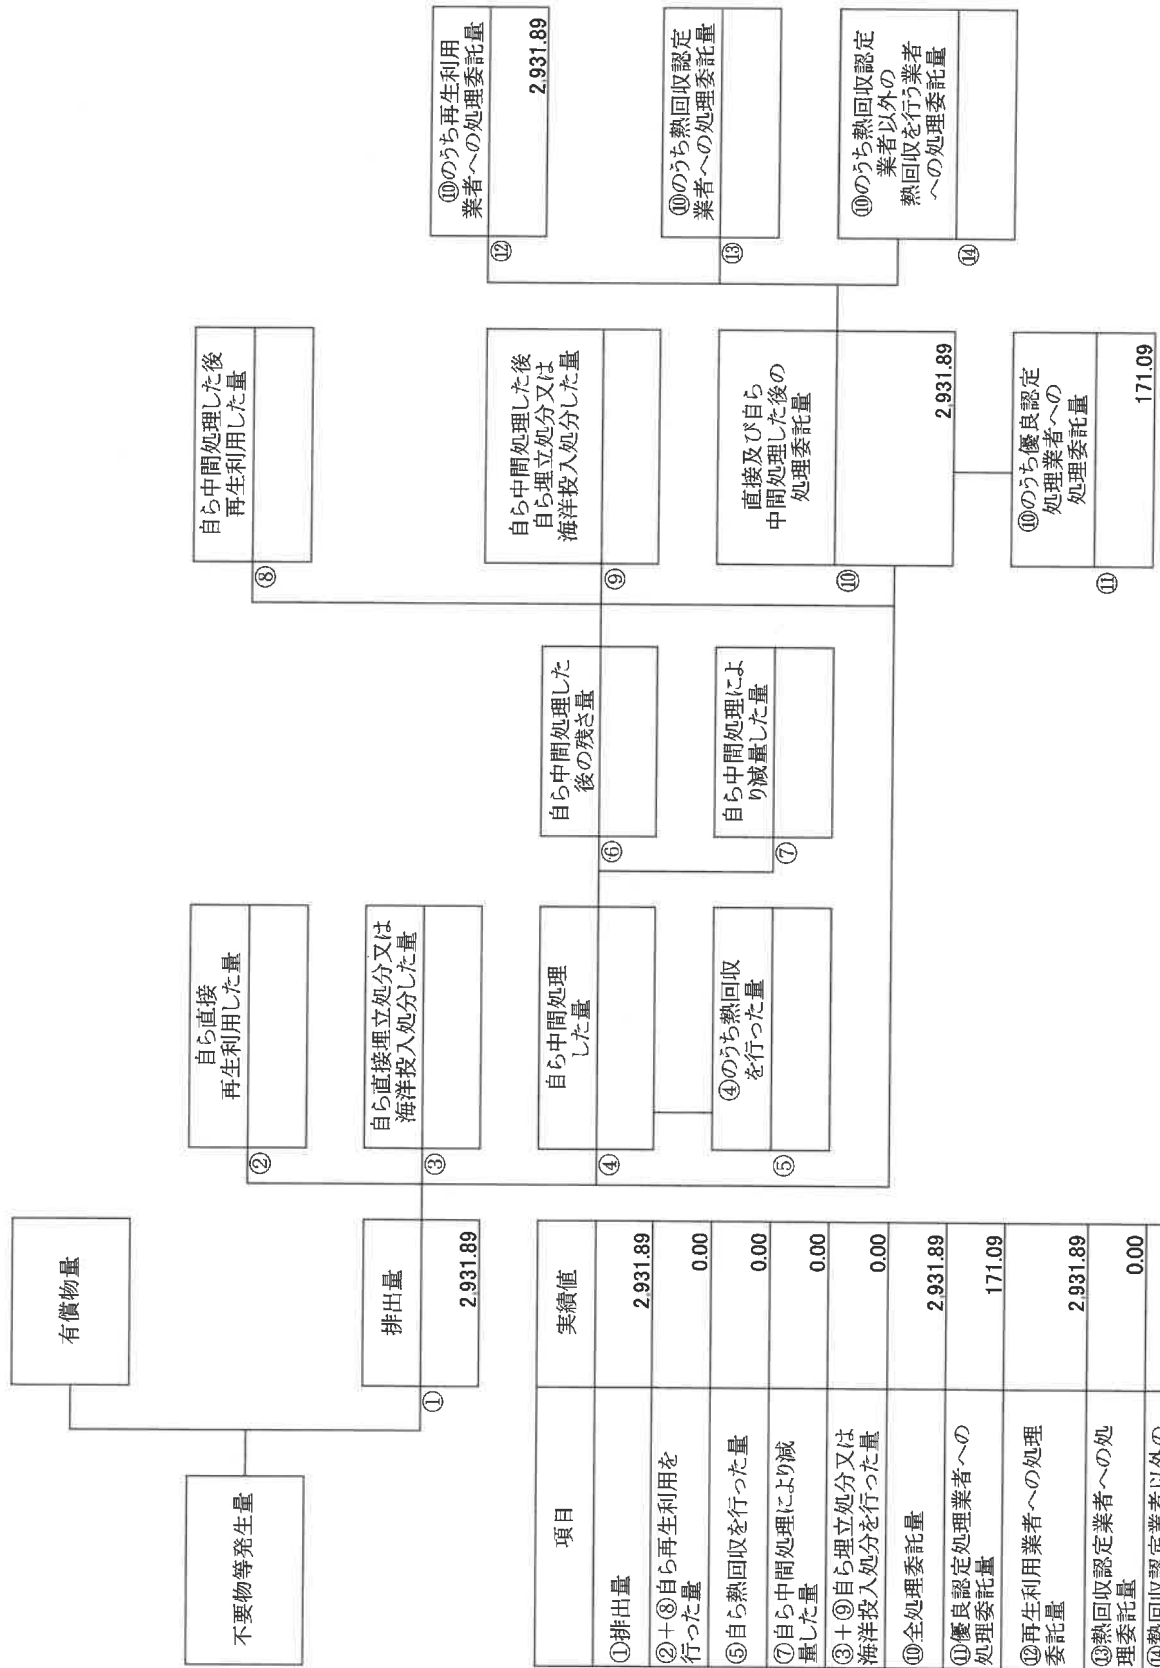 不要物等発生量
有償物量
排出量
①
2,931.89
自ら直接
再生利用した量
②
自ら直接埋立処分又は
海洋投入処分した量
③
自ら中間処理
した量
④
④のうち熱回収
を行った量
⑤
自ら中間処理した
後の残さ量
⑥
自ら中間処理によ
り減量した量
⑦
自ら中間処理した後
再生利用した量
⑧
自ら中間処理した後
自ら埋立処分又は
海洋投入処分した量
⑨
直接及び自ら
中間処理した後の
処理委託量
⑩
2,931.89
⑩のうち優良認定
処理業者への
処理委託量
⑪
171.09
⑩のうち再生利用
業者への処理委託量
⑫
2,931.89
⑩のうち熱回収認定
業者への処理委託量
⑬
⑩のうち熱回収認定
業者以外の
熱回収を行う業者
への処理委託量
⑭
項目
実績値
①排出量
2,931.89
②+⑧自ら再生利用を
行った量
0.00
⑤自ら熱回収を行った量
0.00
⑦自ら中間処理により減
量した量
0.00
③+⑨自ら埋立処分又は
海洋投入処分を行った量
0.00
⑩全処理委託量
2,931.89
⑪優良認定処理業者への
処理委託量
171.09
⑫再生利用業者への処理
委託量
2,931.89
⑬熱回収認定業者への処
理委託量
0.00
⑭熱回収認定業者以外の